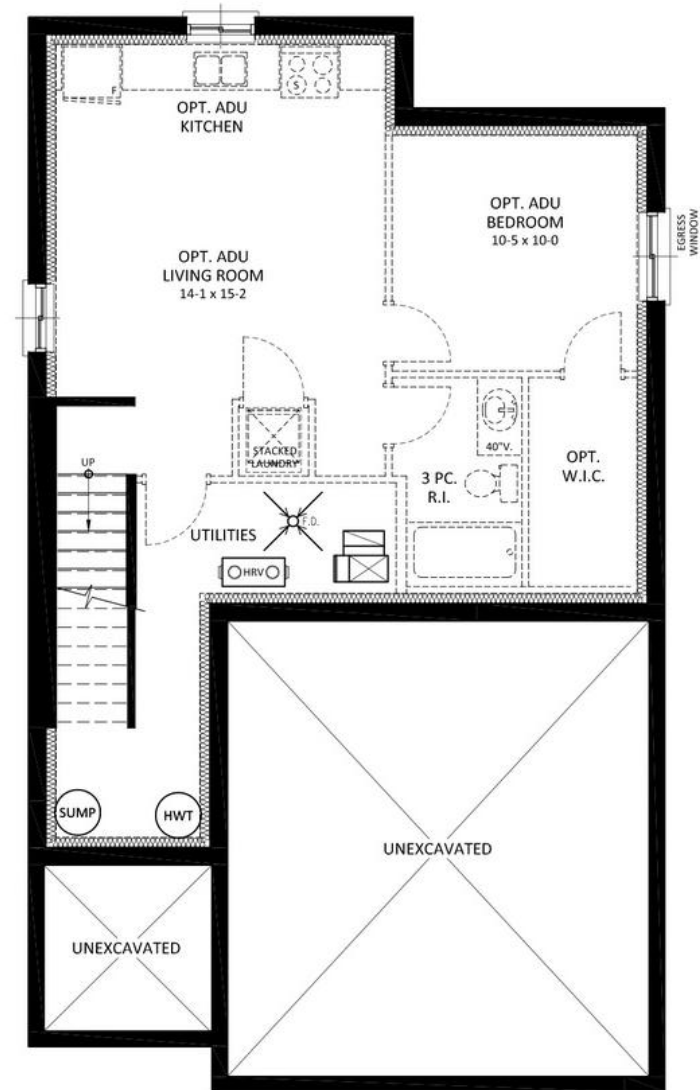 F
S
OPT. ADU
KITCHEN
OPT. ADU
BEDROOM
10-5 x 10-0
EGRESS
WINDOW
OPT. ADU
LIVING ROOM
14-1 x 15-2
STACKED
LAUNDRY
40"V.
OPT.
W.I.C.
UP
3 PC.
R.I.
UTILITIES
F.D.
HRV
SUMP
HWT
UNEXCAVATED
UNEXCAVATED